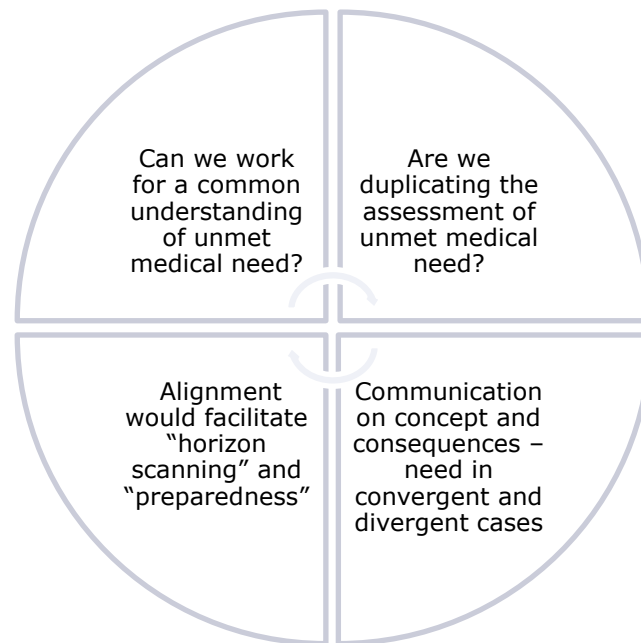 Can we work
for a common
understanding
of unmet
medical need?
Are we
duplicating the
assessment of
unmet medical
need?
Alignment
would facilitate
“horizon
scanning” and
“preparedness”
Communication
on concept and
consequences –
need in
convergent and
divergent cases